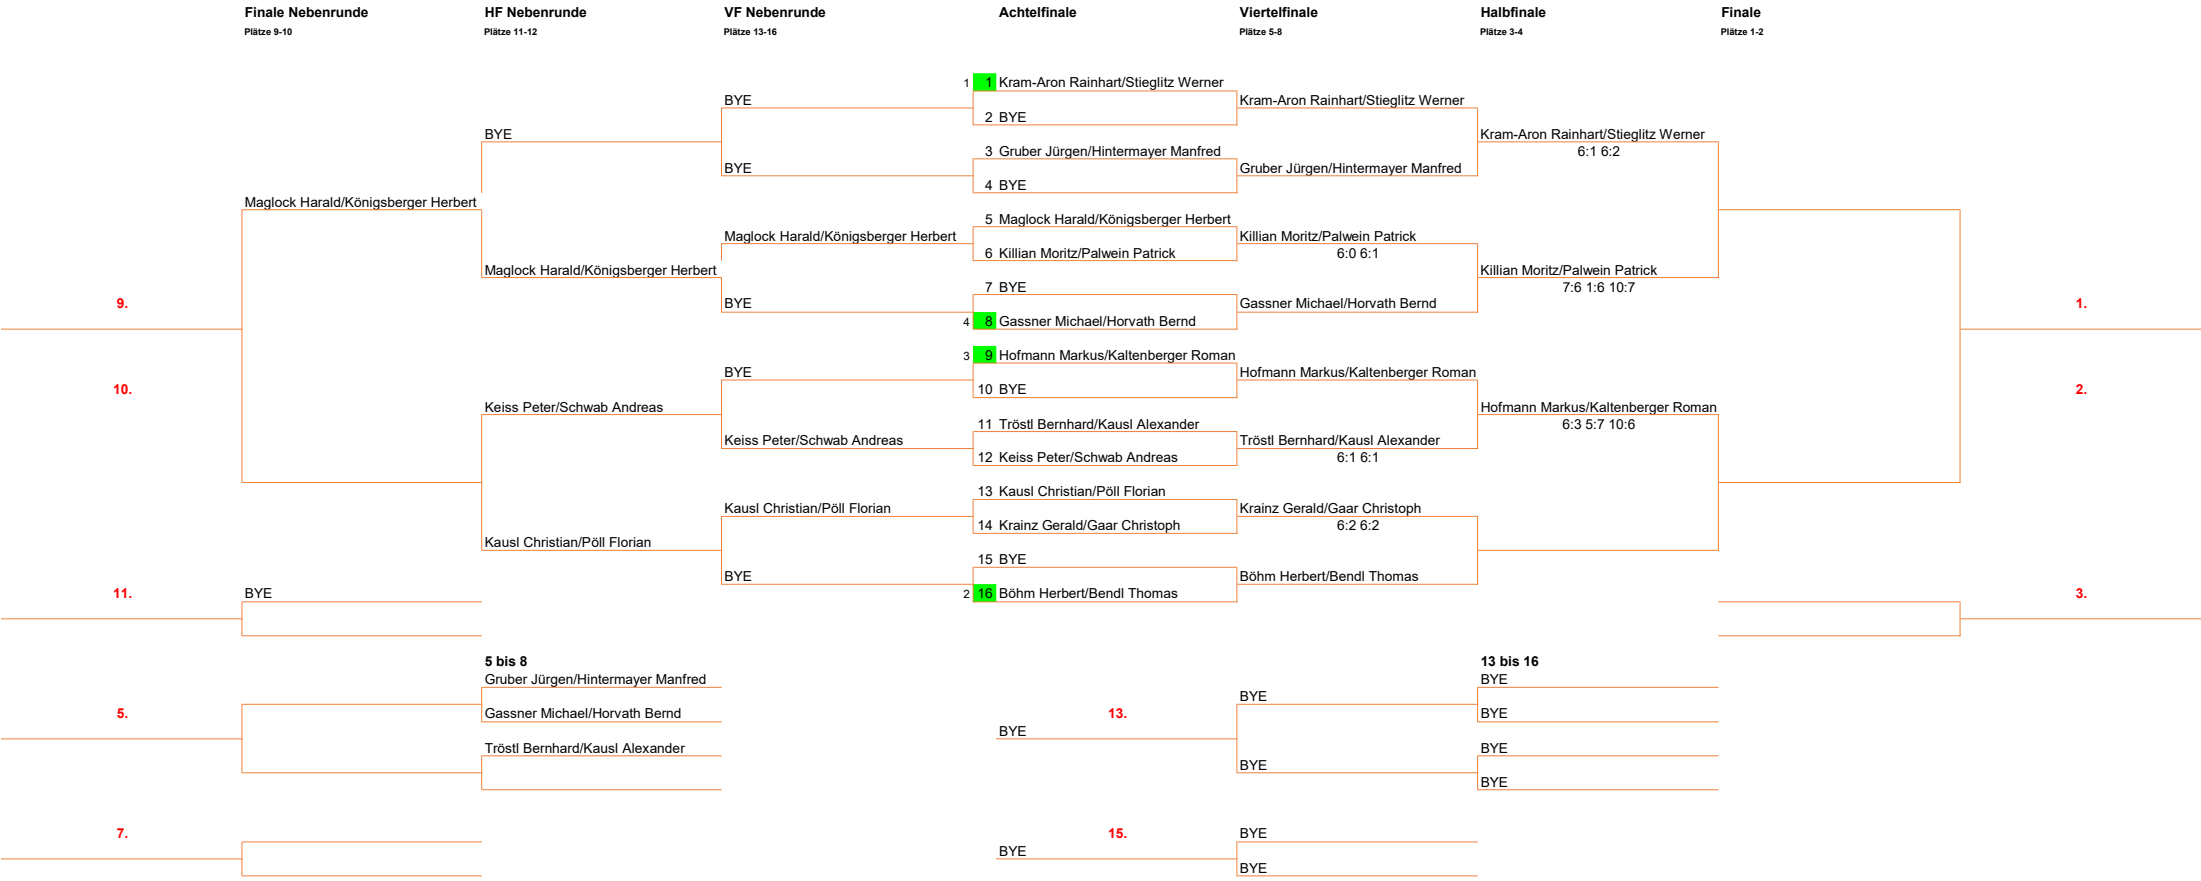 Finale Nebenrunde HF Nebenrunde VF Nebenrunde Achtelfinale Viertelfinale Halbfinale Finale
Plätze 9-10 Plätze 11-12 Plätze 13-16 Plätze 5-8 Plätze 3-4 Plätze 1-2
1 1 Kram-Aron Rainhart/Stieglitz Werner
BYE Kram-Aron Rainhart/Stieglitz Werner
2 BYE
BYE Kram-Aron Rainhart/Stieglitz Werner
3 Gruber Jürgen/Hintermayer Manfred 6:1 6:2
BYE Gruber Jürgen/Hintermayer Manfred
4 BYE
Maglock Harald/Königsberger Herbert
5 Maglock Harald/Königsberger Herbert
Maglock Harald/Königsberger Herbert Killian Moritz/Palwein Patrick
6 Killian Moritz/Palwein Patrick 6:0 6:1
Maglock Harald/Königsberger Herbert Killian Moritz/Palwein Patrick
7 BYE 7:6 1:6 10:7
9. BYE Gassner Michael/Horvath Bernd 1.
4 8 Gassner Michael/Horvath Bernd
3 9 Hofmann Markus/Kaltenberger Roman
BYE Hofmann Markus/Kaltenberger Roman
10. 10 BYE 2.
Keiss Peter/Schwab Andreas Hofmann Markus/Kaltenberger Roman
11 Tröstl Bernhard/Kausl Alexander 6:3 5:7 10:6
Keiss Peter/Schwab Andreas Tröstl Bernhard/Kausl Alexander
12 Keiss Peter/Schwab Andreas 6:1 6:1
13 Kausl Christian/Pöll Florian
Kausl Christian/Pöll Florian Krainz Gerald/Gaar Christoph
14 Krainz Gerald/Gaar Christoph 6:2 6:2
Kausl Christian/Pöll Florian
15 BYE
BYE Böhm Herbert/Bendl Thomas
11. BYE 2 16 Böhm Herbert/Bendl Thomas 3.
5 bis 8 13 bis 16
Gruber Jürgen/Hintermayer Manfred BYE
BYE
5. Gassner Michael/Horvath Bernd 13. BYE
BYE
Tröstl Bernhard/Kausl Alexander BYE
BYE
BYE
7. 15. BYE
BYE
BYE